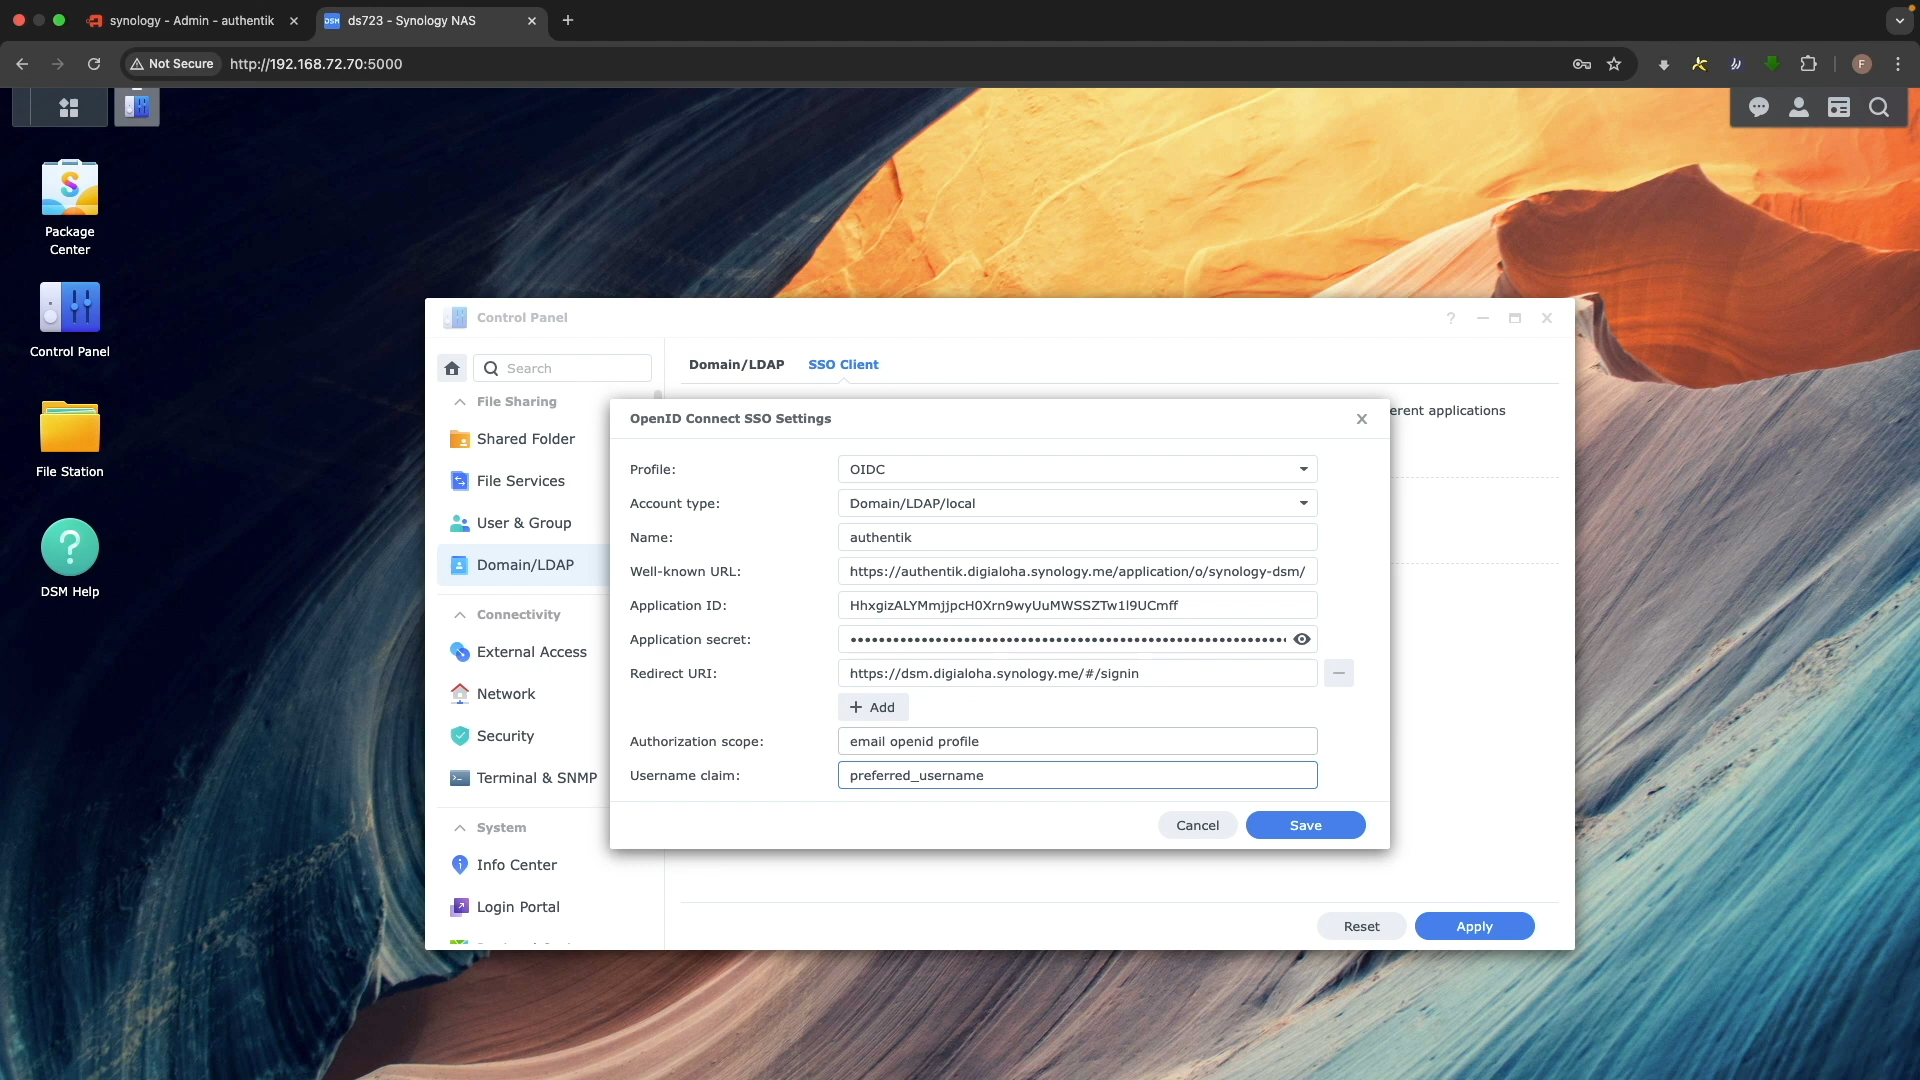 synology - Admin - authentik
DSM
ds723 - Synology NAS
Not Secure
http://192.168.72.70:5000
F
Package
Center
Control Panel
File Station
DSM Help
Control Panel
Search
File Sharing
Shared Folder
File Services
User & Group
Domain/LDAP
Connectivity
External Access
Network
Security
Terminal & SNMP
System
Info Center
Login Portal
Domain/LDAP
SSO Client
erent applications
OpenID Connect SSO Settings
Profile:
OIDC
Account type:
Domain/LDAP/local
Name:
authentik
Well-known URL:
https://authentik.digialoha.synology.me/application/o/synology-dsm/
Application ID:
HhxgizALYMmjjpcH0Xrn9wyUuMWSSZTw1l9UCmff
Application secret:
Redirect URI:
https://dsm.digialoha.synology.me/#/signin
+ Add
Authorization scope:
email openid profile
Username claim:
preferred_username
Cancel
Save
Reset
Apply